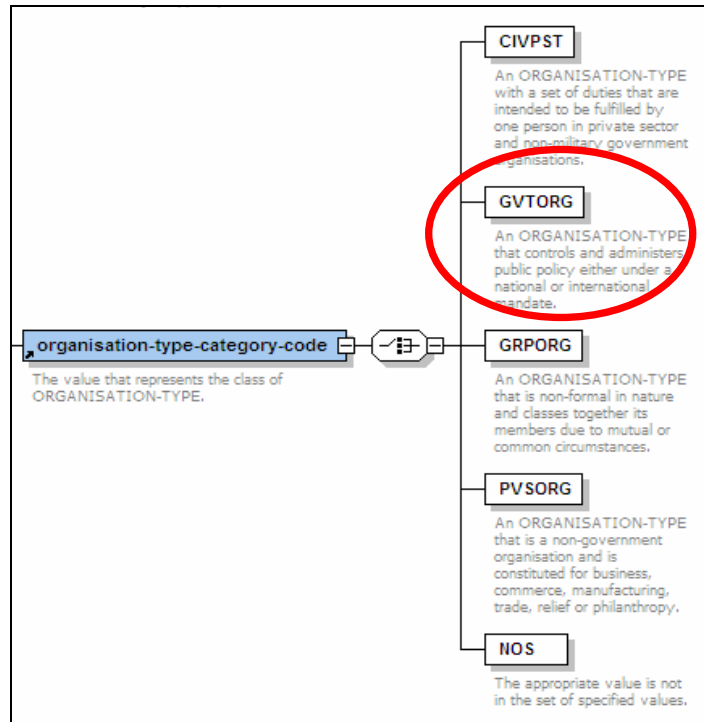 CIVPST
An ORGANISATION-TYPE
with a set of duties that are
intended to be fulfilled by
one person in private sector
and non-military government
organisations.
GVTORG
An ORGANISATION-TYPE
that controls and administers
public policy either under a
national or international
mandate.
organisation-type-category-code
The value that represents the class of
ORGANISATION-TYPE.
GRPORG
An ORGANISATION-TYPE
that is non-formal in nature
and classes together its
members due to mutual or
common circumstances.
PVSORG
An ORGANISATION-TYPE
that is a non-government
organisation and is
constituted for business,
commerce, manufacturing,
trade, relief or philanthropy.
NOS
The appropriate value is not
in the set of specified values.